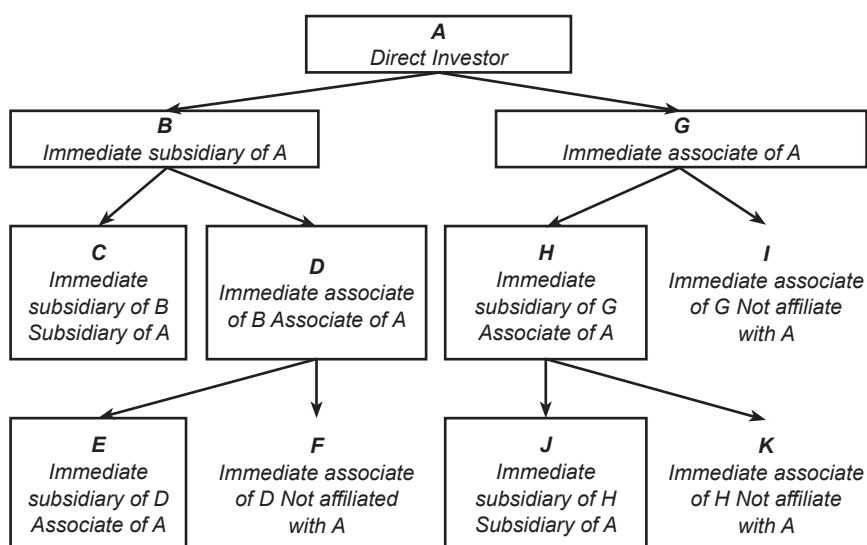 A
Direct Investor
B
Immediate subsidiary of A
G
Immediate associate of A
C
Immediate
subsidiary of B
Subsidiary of A
D
Immediate associate
of B Associate of A
H
Immediate
subsidiary of G
Associate of A
I
Immediate associate
of G Not affiliate
with A
E
Immediate
subsidiary of D
Associate of A
F
Immediate associate
of D Not affiliated
with A
J
Immediate
subsidiary of H
Subsidiary of A
K
Immediate associate
of H Not affiliate
with A